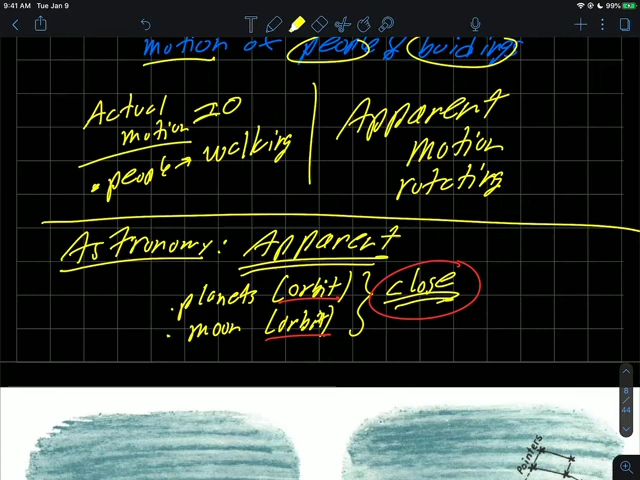 9:41 AM Tue Jan 9
99%
motion of people & building
Actual
motion
• people → walking
Apparent
motion
rotating
Astronomy: Apparent
• planets (orbit)
• moon (orbit)
close
8
/
44
Pointers